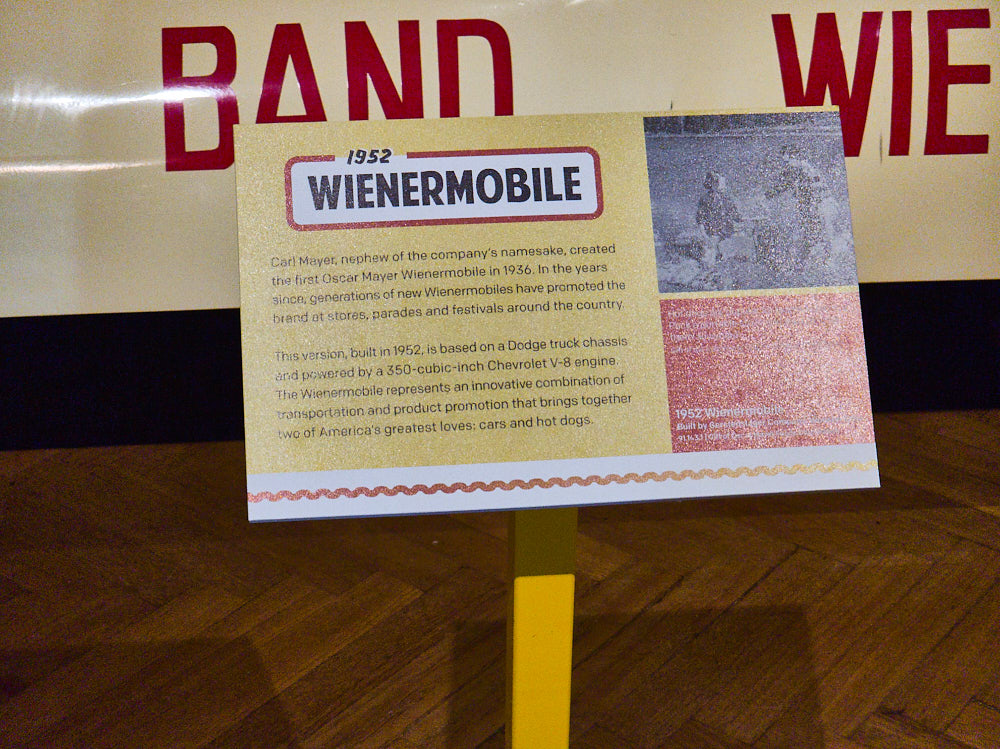 BAND WIE
1952
WIENERMOBILE
Carl Mayer, nephew of the company's namesake, created
the first Oscar Mayer Wienermobile in 1936. In the years
since, generations of new Wienermobiles have promoted the
brand at stores, parades and festivals around the country.
This version, built in 1952, is based on a Dodge truck chassis
and powered by a 350-cubic-inch Chevrolet V-8 engine.
The Wienermobile represents an innovative combination of
transportation and product promotion that brings together
two of America's greatest loves: cars and hot dogs.
1952 Wienermobile
Built by